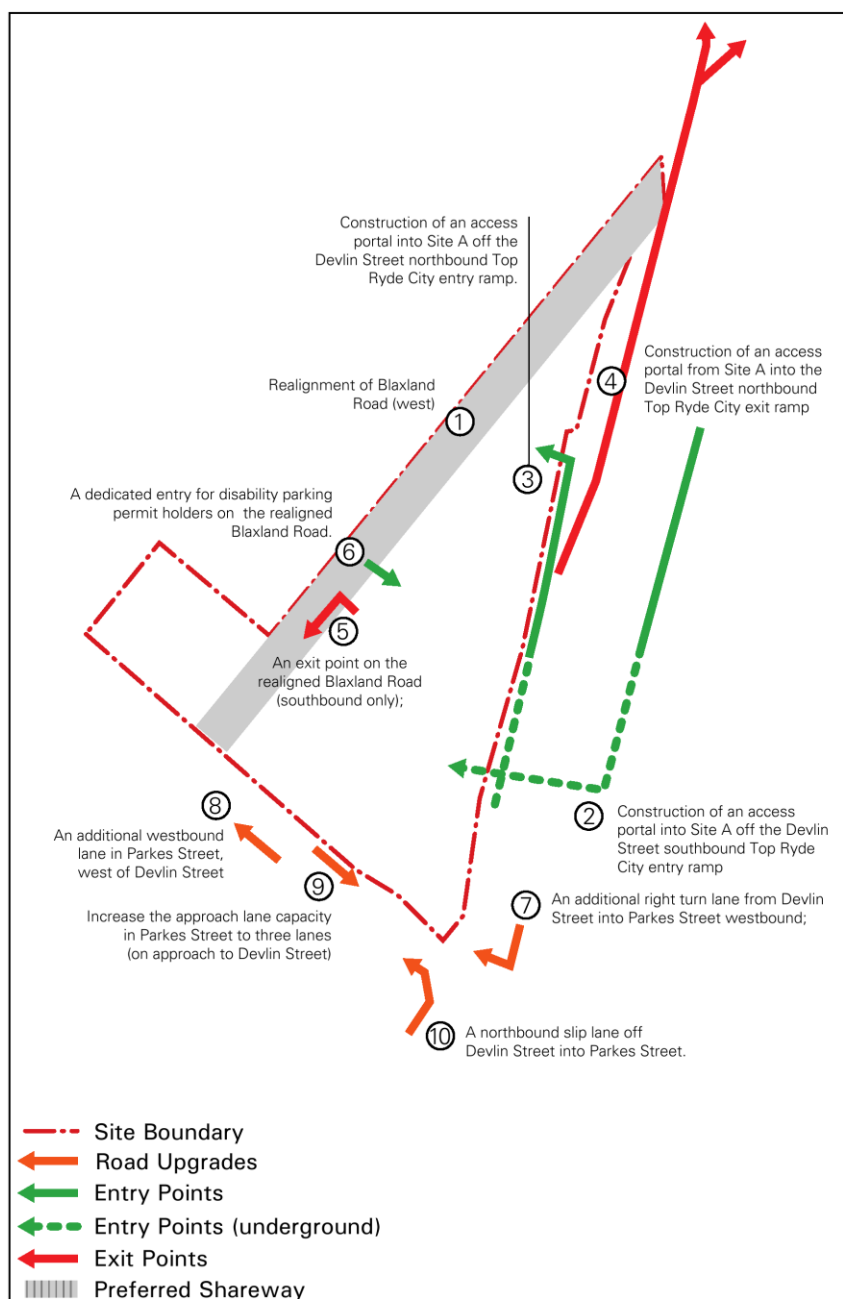 Construction of an access
portal into Site A off the
Devlin Street northbound Top
Ryde City entry ramp.
Construction of an access
portal from Site A into the
Devlin Street northbound
Top Ryde City exit ramp
4
Realignment of Blaxland
Road (west)
1
3
A dedicated entry for disability parking
permit holders on the realigned
Blaxland Road.
6
5
An exit point on the
realigned Blaxland Road
(southbound only);
2
Construction of an access
portal into Site A off the Devlin
Street southbound Top Ryde
City entry ramp
8
An additional westbound
lane in Parkes Street,
west of Devlin Street
9
Increase the approach lane capacity
in Parkes Street to three lanes
(on approach to Devlin Street)
7
An additional right turn lane from Devlin
Street into Parkes Street westbound;
10
A northbound slip lane off
Devlin Street into Parkes Street.
Site Boundary
Road Upgrades
Entry Points
Entry Points (underground)
Exit Points
Preferred Shareway